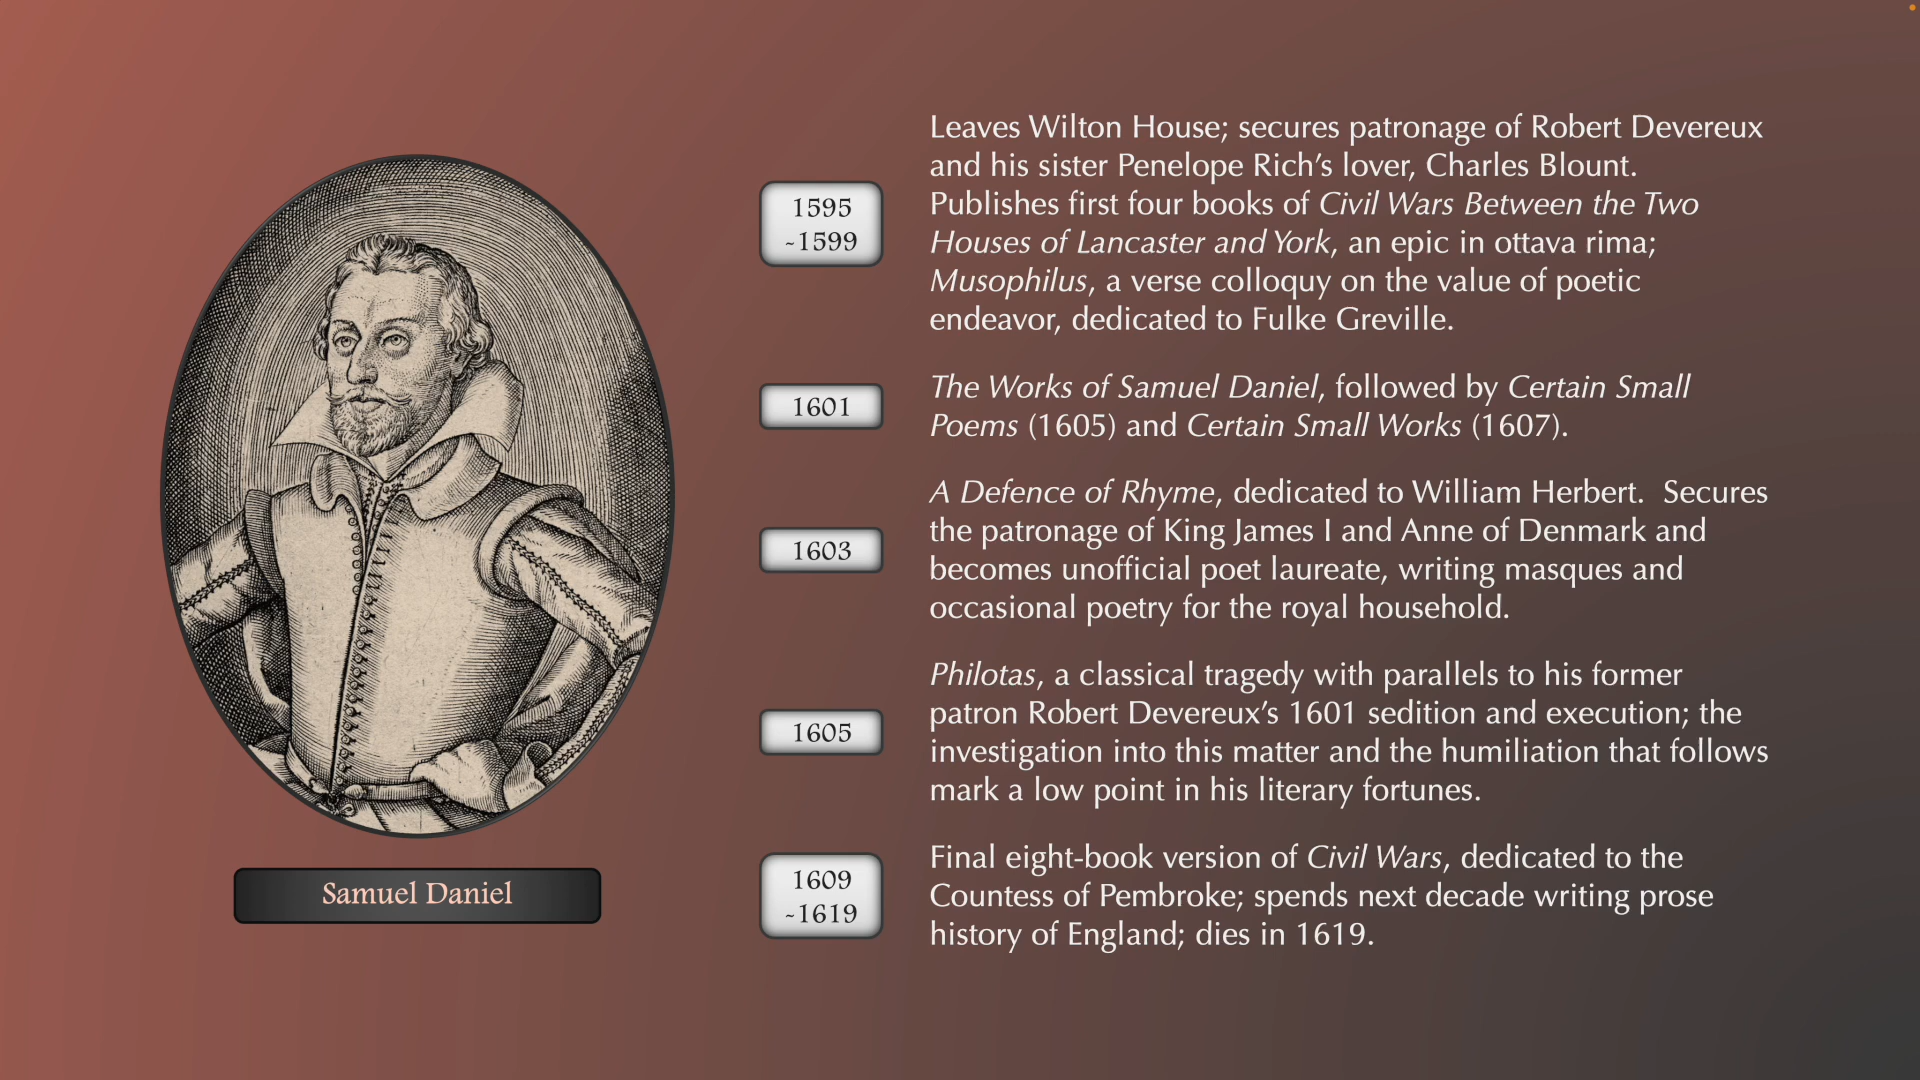 Leaves Wilton House; secures patronage of Robert Devereux
and his sister Penelope Rich’s lover, Charles Blount.
1595
~1599
Publishes first four books of Civil Wars Between the Two
Houses of Lancaster and York, an epic in ottava rima;
Musophilus, a verse colloquy on the value of poetic
endeavor, dedicated to Fulke Greville.
1601
The Works of Samuel Daniel, followed by Certain Small
Poems (1605) and Certain Small Works (1607).
1603
A Defence of Rhyme, dedicated to William Herbert.  Secures
the patronage of King James I and Anne of Denmark and
becomes unofficial poet laureate, writing masques and
occasional poetry for the royal household.
1605
Philotas, a classical tragedy with parallels to his former
patron Robert Devereux’s 1601 sedition and execution; the
investigation into this matter and the humiliation that follows
mark a low point in his literary fortunes.
1609
~1619
Final eight-book version of Civil Wars, dedicated to the
Countess of Pembroke; spends next decade writing prose
history of England; dies in 1619.
Samuel Daniel